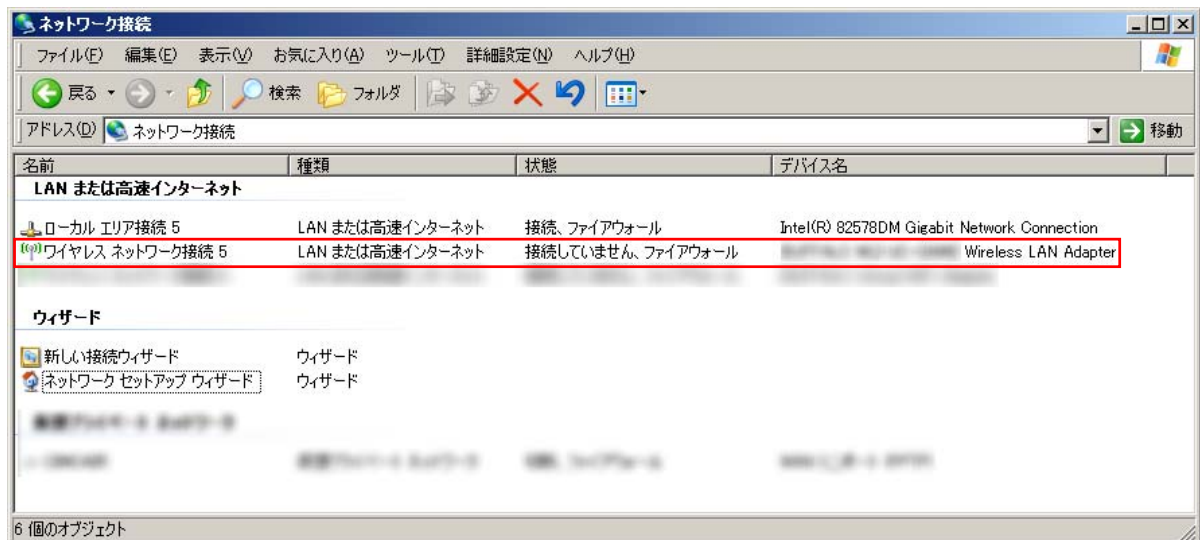 ネットワーク接続
ファイル(F) 編集(E) 表示(V) お気に入り(A) ツール(T) 詳細設定(N) ヘルプ(H)
戻る 検索 フォルダ
アドレス(D) ネットワーク接続 移動
名前 種類 状態 デバイス名
LAN または高速インターネット
ローカル エリア接続 5 LAN または高速インターネット 接続、ファイアウォール Intel(R) 82578DM Gigabit Network Connection
ワイヤレス ネットワーク接続 5 LAN または高速インターネット 接続していません、ファイアウォール Wireless LAN Adapter
ウィザード
新しい接続ウィザード ウィザード
ネットワーク セットアップ ウィザード ウィザード
6 個のオブジェクト